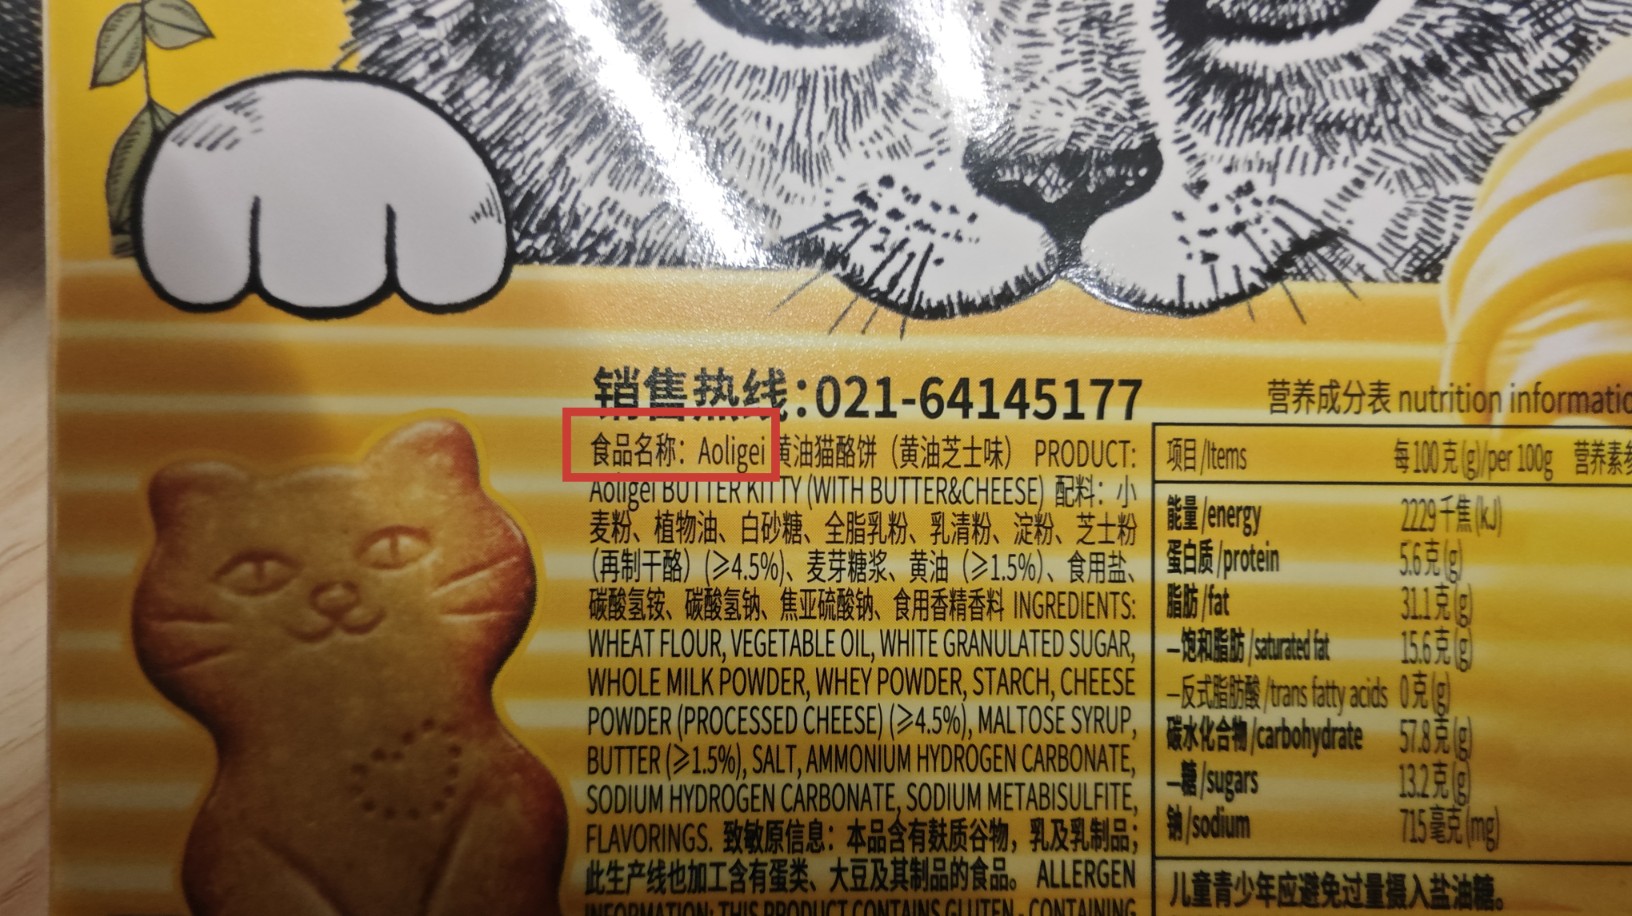 销售热线:021-64145177
食品名称：Aoligei 黄油猫酪饼（黄油芝士味） PRODUCT:
Aoligei BUTTER KITTY (WITH BUTTER&CHEESE) 配料：小
麦粉、植物油、白砂糖、全脂乳粉、乳清粉、淀粉、芝士粉
(再制干酪) (≥4.5%)、麦芽糖浆、黄油（≥1.5%)、食用盐、
碳酸氢铵、碳酸氢钠、焦亚硫酸钠、食用香精香料 INGREDIENTS:
WHEAT FLOUR, VEGETABLE OIL, WHITE GRANULATED SUGAR,
WHOLE MILK POWDER, WHEY POWDER, STARCH, CHEESE
POWDER (PROCESSED CHEESE) (≥4.5%), MALTOSE SYRUP,
BUTTER (≥1.5%), SALT, AMMONIUM HYDROGEN CARBONATE,
SODIUM HYDROGEN CARBONATE, SODIUM METABISULFITE,
FLAVORINGS. 致敏原信息：本品含有麸质谷物，乳及乳制品；
此生产线也加工含有蛋类、大豆及其制品的食品。 ALLERGEN
INFORMATION: THIS PRODUCT CONTAINS GLUTEN - CONTAINING
营养成分表 nutrition informatio
项目/Items 每100克(g)/per 100g 营养素
能量/energy 2229千焦(kJ)
蛋白质/protein 5.6克(g)
脂肪/fat 31.1克(g)
—饱和脂肪/saturated fat 15.6克(g)
—反式脂肪酸/trans fatty acids 0克(g)
碳水化合物/carbohydrate 57.8克(g)
—糖/sugars 13.2克(g)
钠/sodium 715毫克(mg)
儿童青少年应避免过量摄入盐油糖。